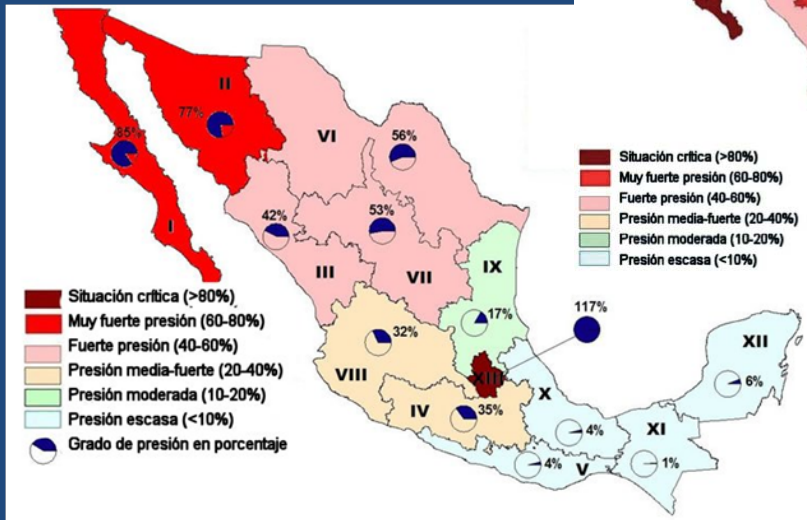 II
77%
85%
I
VI
56%
42%
53%
III
VII
IX
17%
32%
VIII
IV
35%
XIII
117%
X
4%
4%
V
XII
6%
XI
1%
Situación crítica (>80%)
Muy fuerte presión (60-80%)
Fuerte presión (40-60%)
Presión media-fuerte (20-40%)
Presión moderada (10-20%)
Presión escasa (<10%)
Grado de presión en porcentaje
Situación crítica (>80%)
Muy fuerte presión (60-80%)
Fuerte presión (40-60%)
Presión media-fuerte (20-40%)
Presión moderada (10-20%)
Presión escasa (<10%)